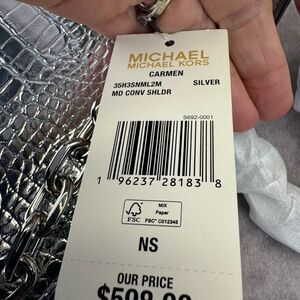 MICHAEL
MICHAEL KORS
CARMEN
35H3SNML2M SILVER
MD CONV SHLDR
S692-0001
1 96237 28183 8
FSC
MIX
Paper
FSC® C012345
NS
OUR PRICE